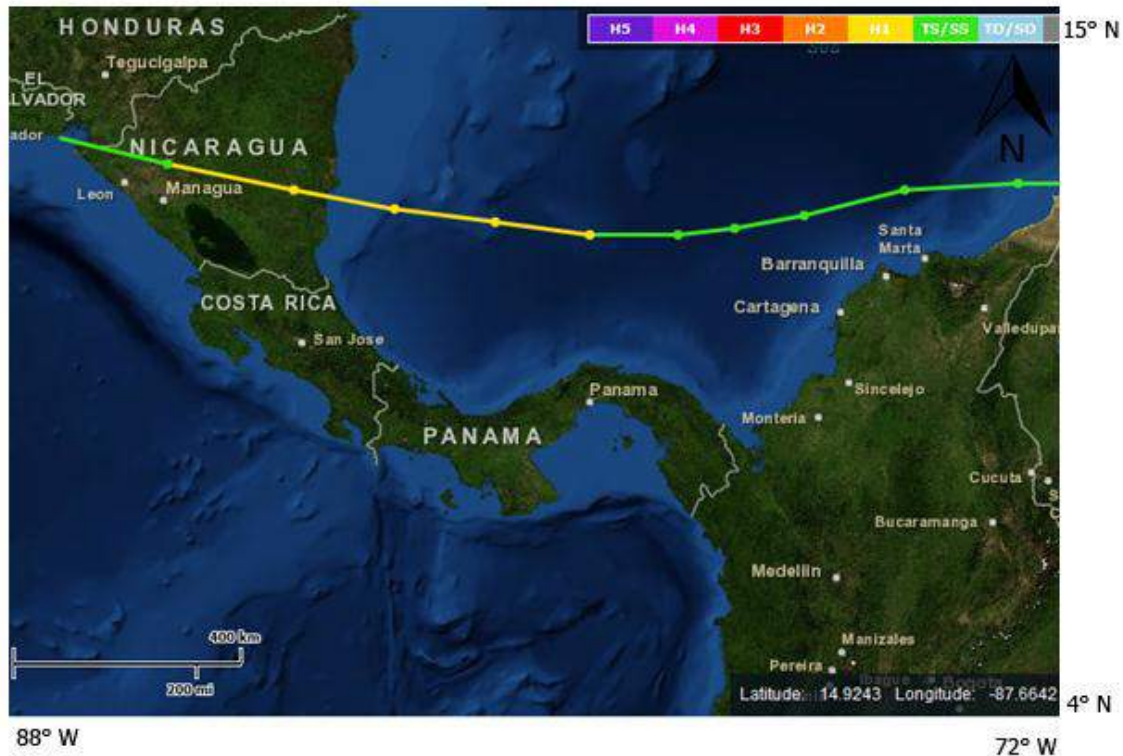 HONDURAS
H5 H4 H3 H2 H1 TS/SS TD/SD
15° N
Tegucigalpa
EL
LVADOR
ador
NICARAGUA
N
Leon
Managua
Santa
Marta
Barranquilla
COSTA RICA
Cartagena
San Jose
Valledupa
Panama
Sincelejo
Monteria
PANAMA
Cucuta
S
C
Bucaramanga
Medellin
400 km
Manizales
Pereira
200 mi
Ibague
Bogota
Latitude: 14.9243 Longitude: -87.6642
4° N
88° W
72° W